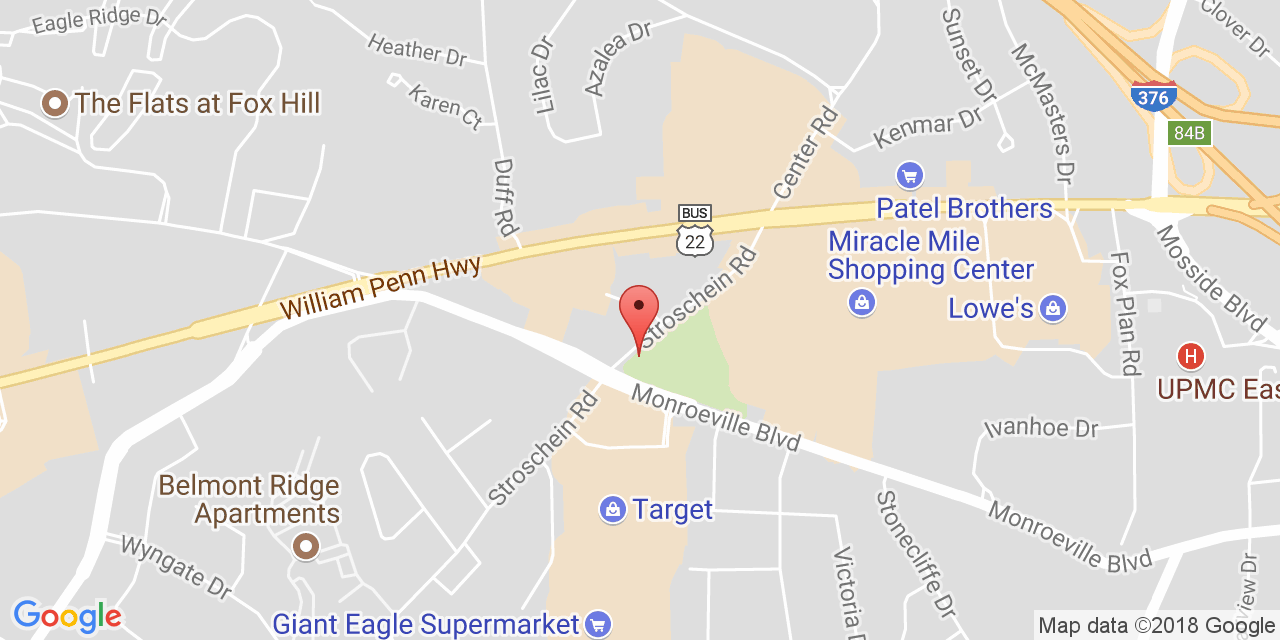 Eagle Ridge Dr
Heather Dr
Lilac Dr
Azalea Dr
Sunset Dr
McMasters Dr
Clover Dr
The Flats at Fox Hill
Karen Ct
376
84B
Kenmar Dr
Center Rd
Duff Rd
Patel Brothers
BUS
22
Miracle Mile
Shopping Center
William Penn Hwy
Stroschein Rd
Lowe's
Fox Plan Rd
Mosside Blvd
H
UPMC Eas
Monroeville Blvd
Stroschein Rd
Ivanhoe Dr
Belmont Ridge
Apartments
Target
Monroeville Blvd
Stonecliffe Dr
Victoria D
Wyngate Dr
view Dr
Google
Giant Eagle Supermarket
Map data ©2018 Google